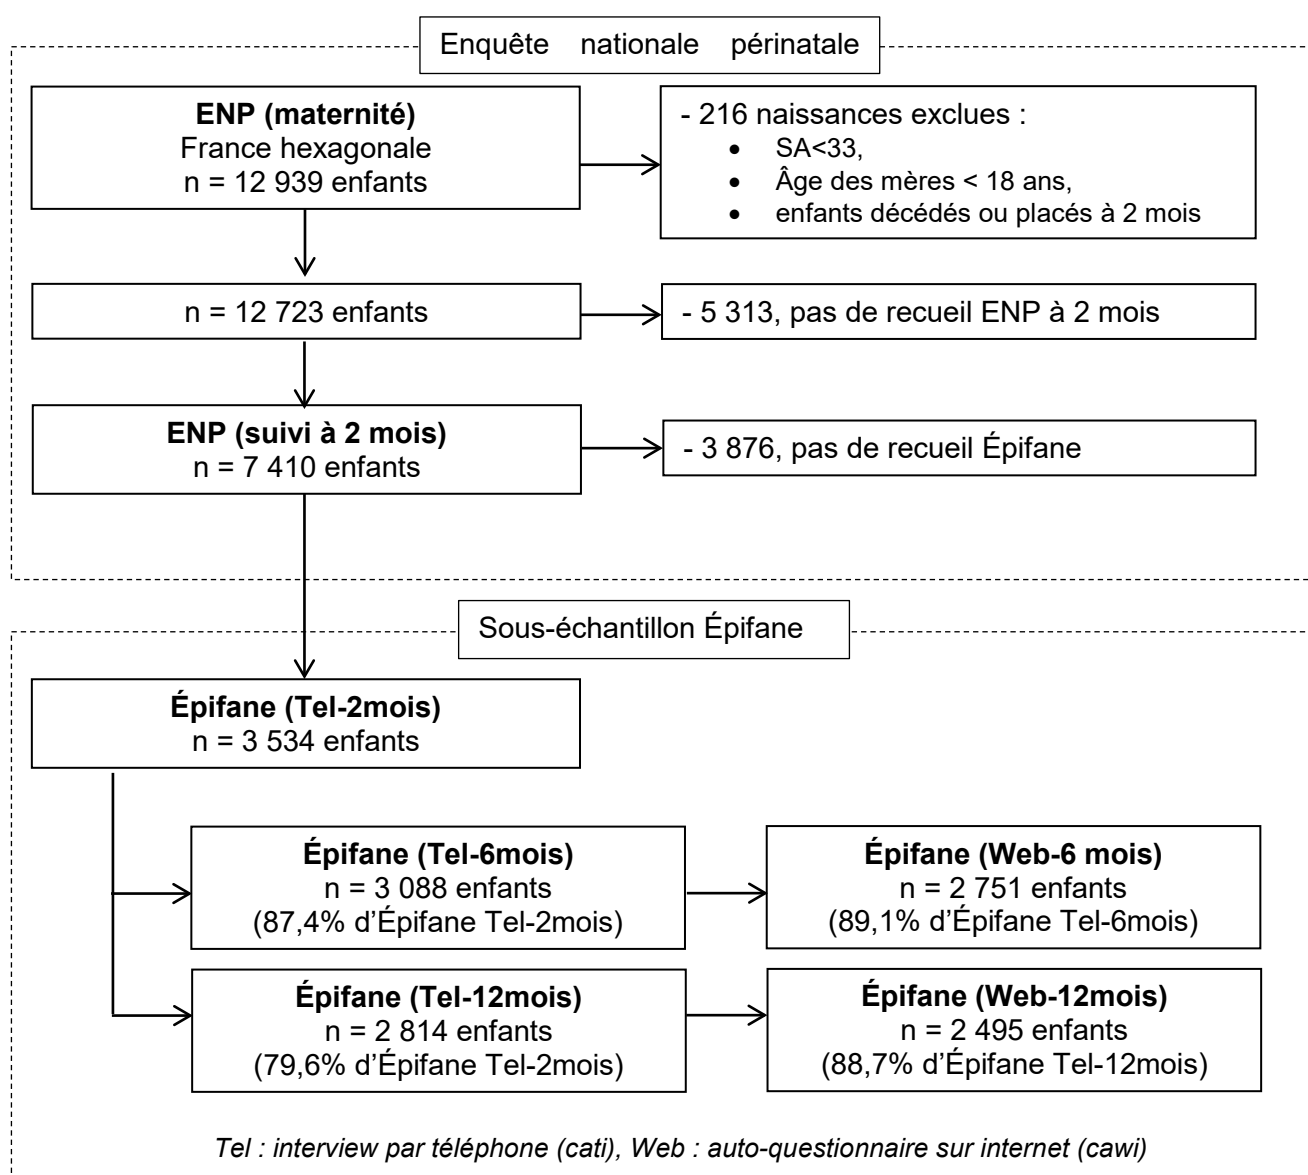 Enquête nationale périnatale
ENP (maternité)
France hexagonale
n = 12 939 enfants
- 216 naissances exclues :
• SA<33,
• Âge des mères < 18 ans,
• enfants décédés ou placés à 2 mois
n = 12 723 enfants
- 5 313, pas de recueil ENP à 2 mois
ENP (suivi à 2 mois)
n = 7 410 enfants
- 3 876, pas de recueil Épifane
Sous-échantillon Épifane
Épifane (Tel-2mois)
n = 3 534 enfants
Épifane (Tel-6mois)
n = 3 088 enfants
(87,4% d’Épifane Tel-2mois)
Épifane (Web-6 mois)
n = 2 751 enfants
(89,1% d’Épifane Tel-6mois)
Épifane (Tel-12mois)
n = 2 814 enfants
(79,6% d’Épifane Tel-2mois)
Épifane (Web-12mois)
n = 2 495 enfants
(88,7% d’Épifane Tel-12mois)
Tel : interview par téléphone (cati), Web : auto-questionnaire sur internet (cawi)